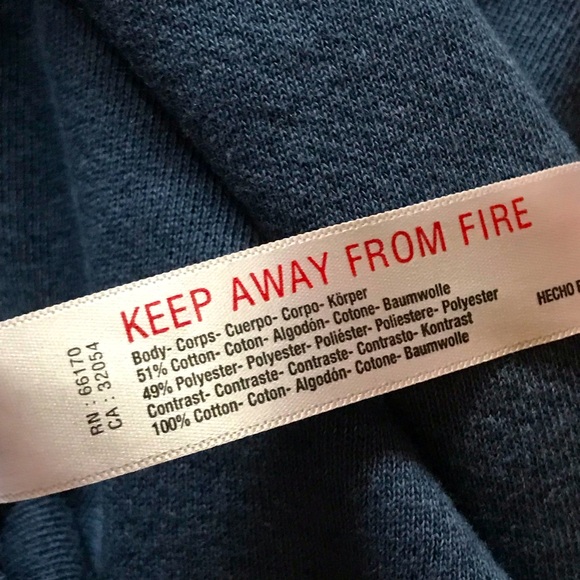 RN : 66170
CA : 32054
KEEP AWAY FROM FIRE
Body- Corps- Cuerpo- Corpo- Körper
51% Cotton- Coton- Algodón- Cotone- Baumwolle
49% Polyester- Polyester- Poliéster- Poliestere- Polyester
Contrast- Contraste- Contraste- Contrasto- Kontrast
100% Cotton- Coton- Algodón- Cotone- Baumwolle
HECHO